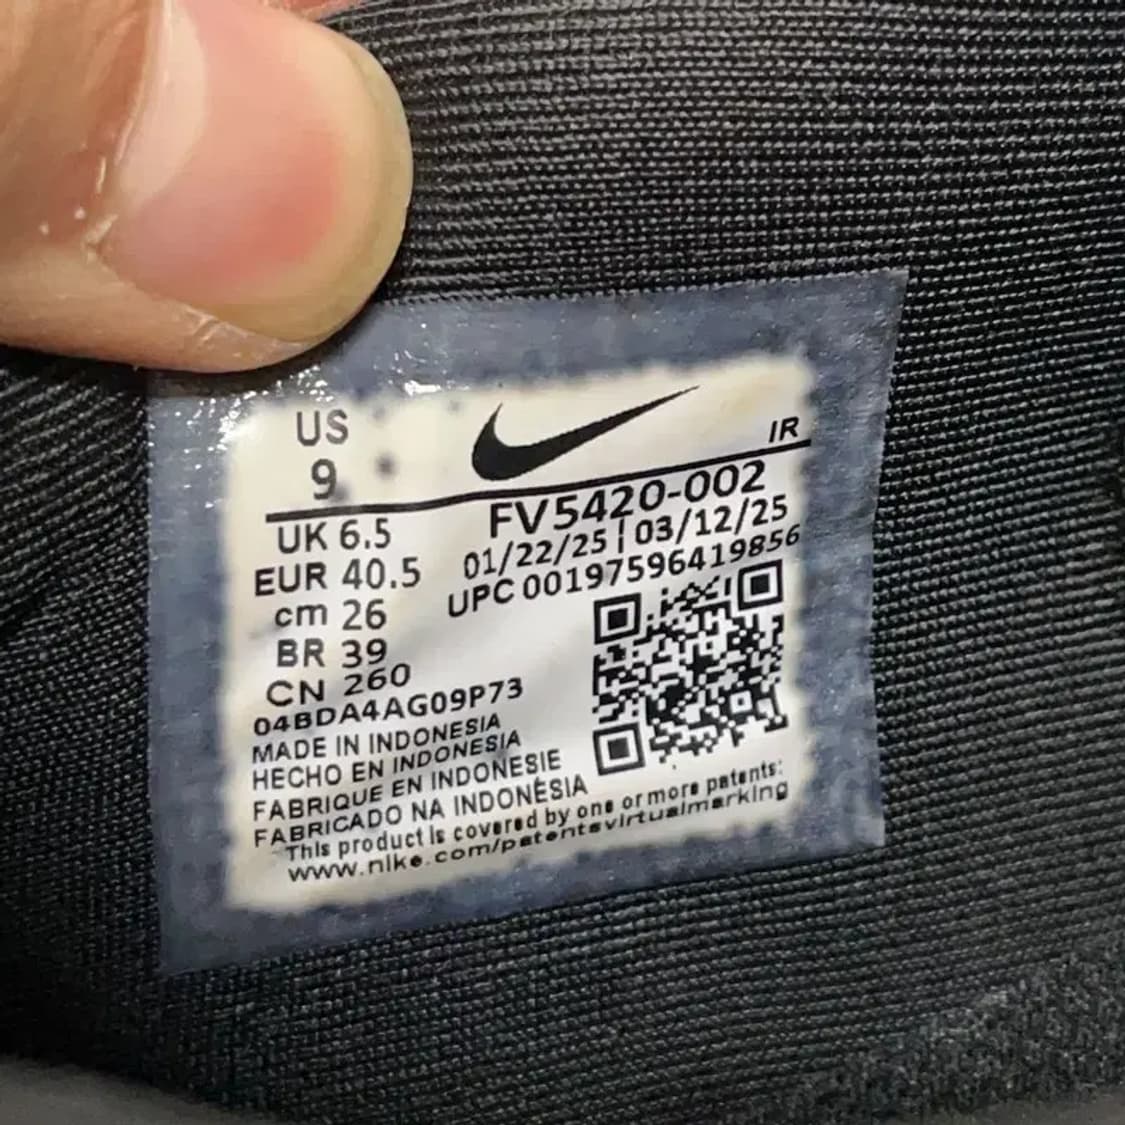 US
9
IR
UK 6.5
EUR 40.5
cm 26
BR 39
CN 260
FV5420-002
01/22/25 | 03/12/25
UPC 00197596419856
04BDA4AG09P73
MADE IN INDONESIA
HECHO EN INDONESIA
FABRIQUE EN INDONESIE
FABRICADO NA INDONÉSIA
This product is covered by one or more patents:
www.nike.com/patentsvirtualmarking